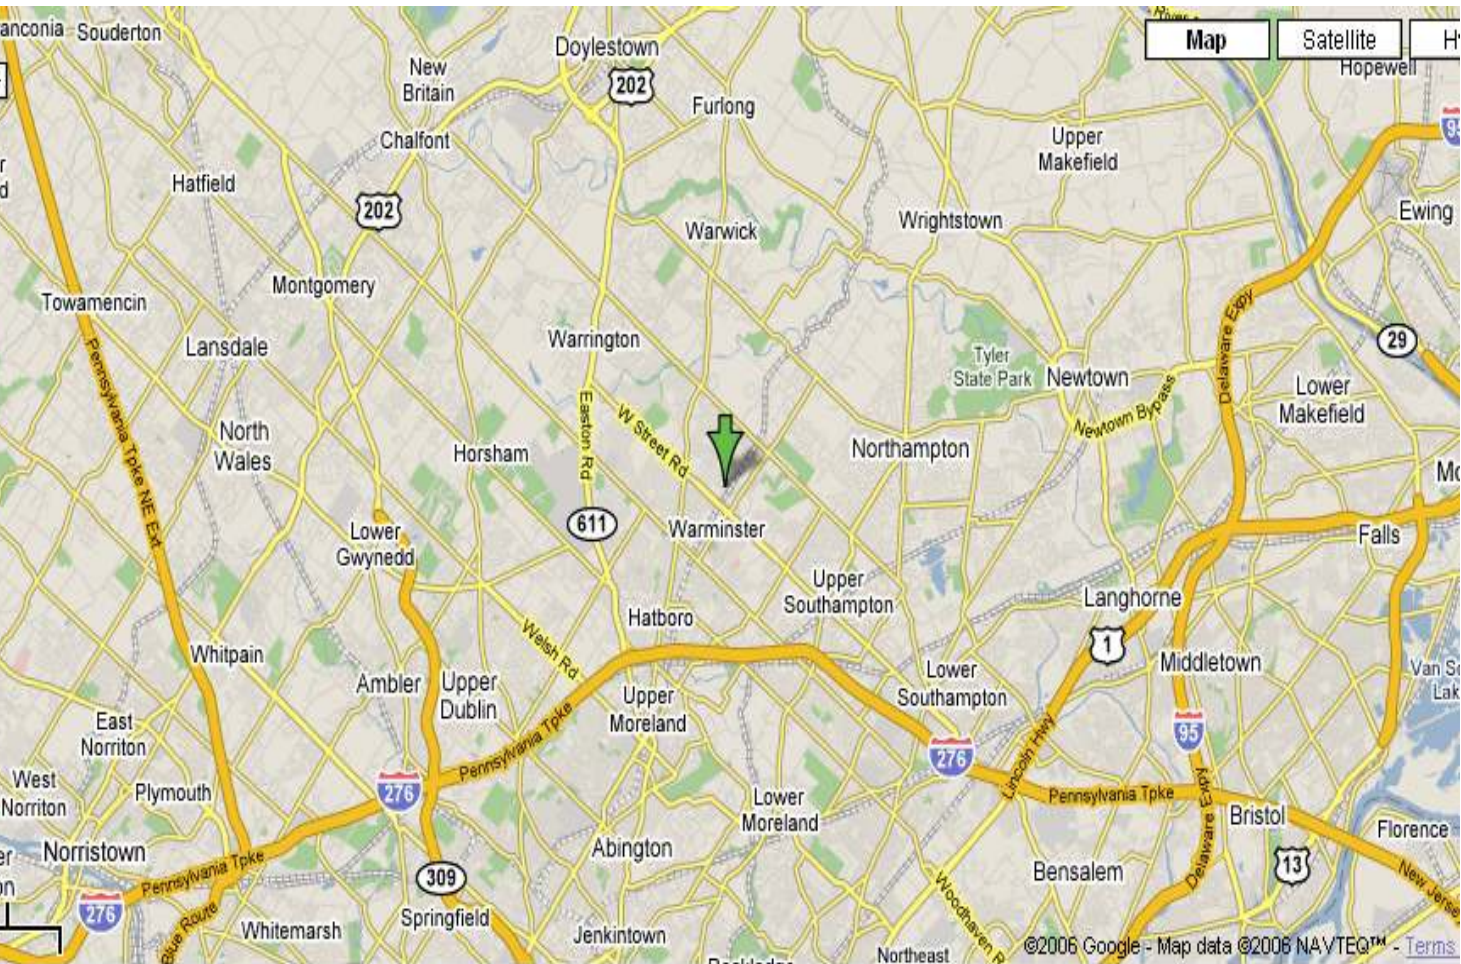 anconia
Souderton
Doylestown
River
Map
Satellite
Hopewell
New
Britain
202
Furlong
95
Chalfont
Upper
Makefield
Hatfield
202
Warwick
Wrightstown
Ewing
Montgomery
Towamencin
Delaware Expy
Warrington
29
Lansdale
Tyler
State Park
Newtown
Pennsylvania Tpke NE Ext
Lower
Makefield
Newtown Bypass
Easton Rd
W Street Rd
North
Wales
Horsham
Northampton
611
Warminster
Lower
Gwynedd
Falls
Upper
Southampton
Langhorne
Hatboro
1
Welsh Rd
Whitpain
Middletown
Ambler
Upper
Dublin
Lower
Southampton
Upper
Moreland
East
Norriton
Pennsylvania Tpke
95
276
Lincoln Hwy
West
Norriton
Plymouth
276
Pennsylvania Tpke
Delaware Expy
Lower
Moreland
Bristol
Florence
Norristown
Abington
Pennsylvania Tpke
13
Bensalem
309
New Jersey
276
Blue Route
Whitemarsh
Springfield
Jenkintown
Woodhaven R
Northeast
©2006 Google - Map data ©2006 NAVTEQ™ - Terms